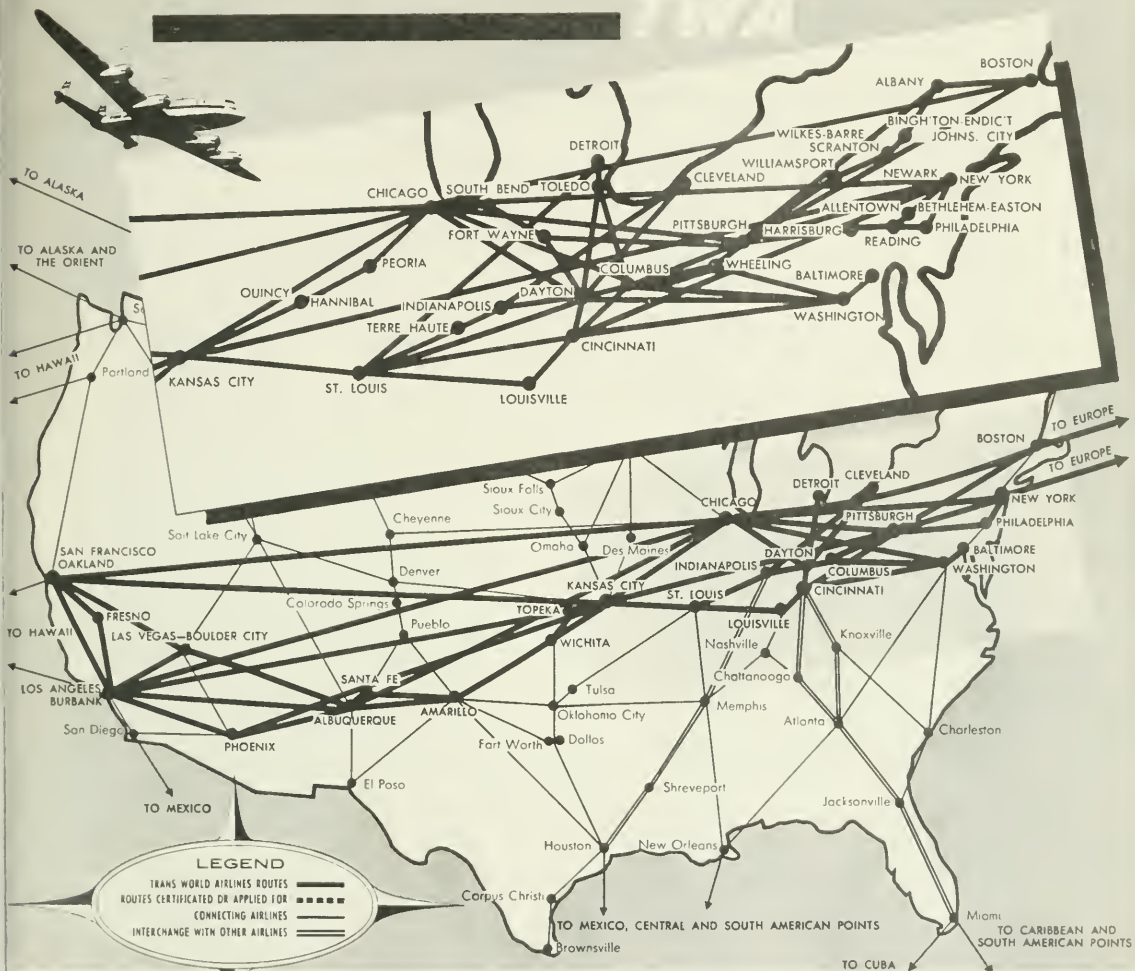 TWA
BOSTON
ALBANY
BINGH'TON-ENDIC'T
JOHNS. CITY
WILKES-BARRE
SCRANTON
DETROIT
WILLIAMSPORT
TO ALASKA
CHICAGO
SOUTH BEND
TOLEDO
CLEVELAND
NEWARK
NEW YORK
ALLENTOWN
BETHLEHEM-EASTON
FORT WAYNE
PITTSBURGH
HARRISBURG
READING
PHILADELPHIA
TO ALASKA AND
THE ORIENT
PEORIA
COLUMBUS
WHEELING
BALTIMORE
QUINCY
HANNIBAL
INDIANAPOLIS
DAYTON
WASHINGTON
TERRE HAUTE
CINCINNATI
TO HAWAII
Portland
KANSAS CITY
ST. LOUIS
LOUISVILLE
TO EUROPE
BOSTON
TO EUROPE
Sioux Falls
CLEVELAND
DETROIT
CHICAGO
NEW YORK
Sioux City
Cheyenne
PITTSBURGH
PHILADELPHIA
Salt Lake City
Omaha
Des Maines
DAYTON
BALTIMORE
SAN FRANCISCO
OAKLAND
INDIANAPOLIS
COLUMBUS
WASHINGTON
Denver
KANSAS CITY
CINCINNATI
Colorado Springs
TOPEKA
ST. LOUIS
LOUISVILLE
FRESNO
TO HAWAII
LAS VEGAS-BOULDER CITY
Pueblo
WICHITA
Nashville
Knoxville
Chattanooga
LOS ANGELES
BURBANK
SANTA FE
Tulsa
ALBUQUERQUE
AMARILLO
Oklahoma City
Memphis
Atlanta
San Diego
PHOENIX
Fart Worth
Dallos
Charleston
El Poso
Shreveport
TO MEXICO
Jacksonville
Houston
New Orleans
LEGEND
TRANS WORLD AIRLINES ROUTES
ROUTES CERTIFICATED OR APPLIED FOR
CONNECTING AIRLINES
INTERCHANGE WITH OTHER AIRLINES
Corpus Christi
TO MEXICO, CENTRAL AND SOUTH AMERICAN POINTS
Miami
TO CARIBBEAN AND
SOUTH AMERICAN POINTS
Brownsville
TO CUBA